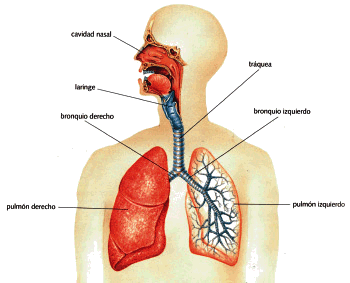 cavidad nasal
tráquea
laringe
bronquio izquierdo
bronquio derecho
pulmón derecho
pulmón izquierdo